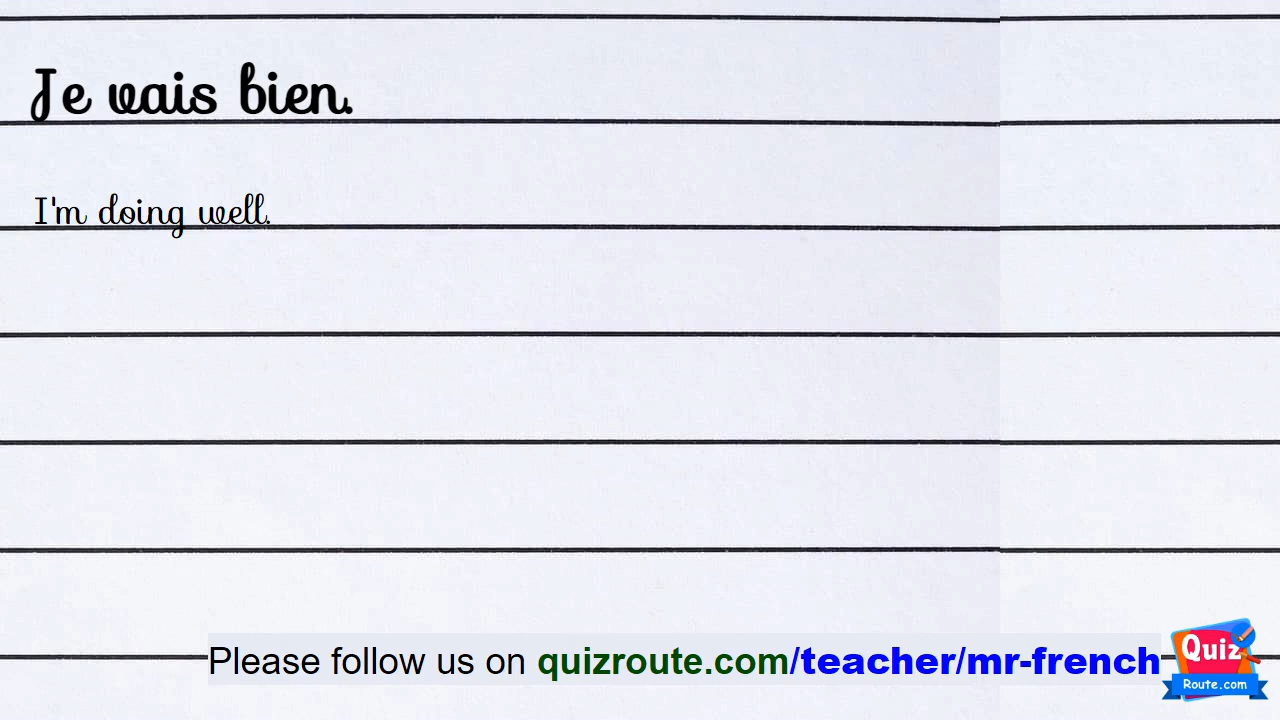 Je vais bien.
I'm doing well.
Please follow us on quizroute.com/teacher/mr-french
Quiz
Route.com